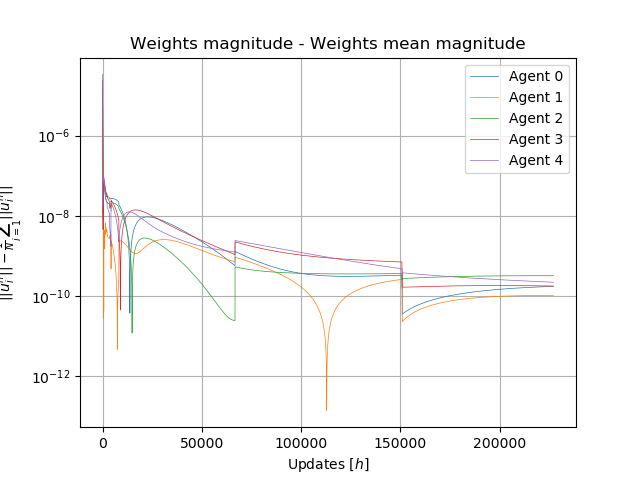 Weights magnitude - Weights mean magnitude
Agent 0
Agent 1
Agent 2
Agent 3
Agent 4
10⁻⁶
10⁻⁸
10⁻¹⁰
10⁻¹²
0
50000
100000
150000
200000
Updates [h]